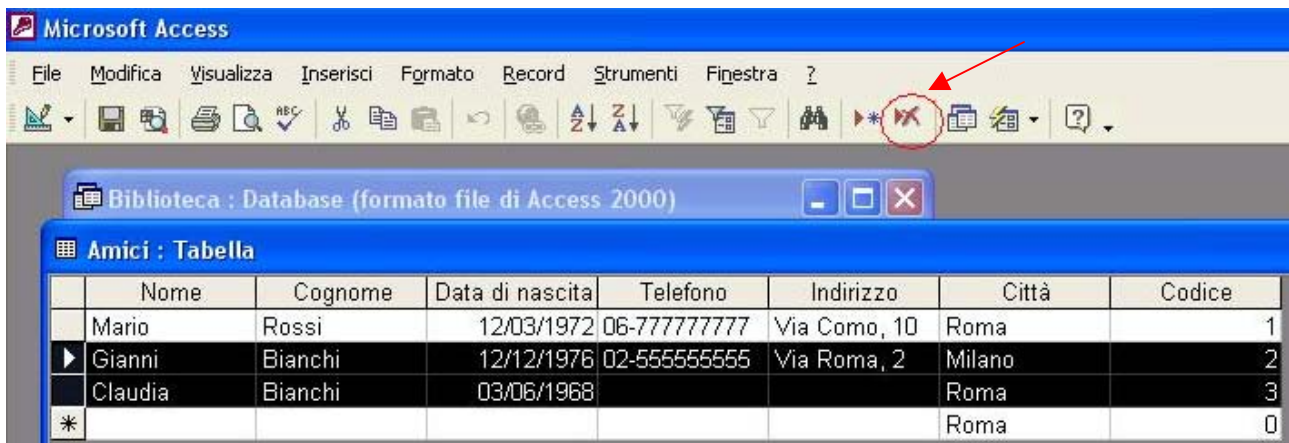 Microsoft Access
File Modifica Visualizza Inserisci Formato Record Strumenti Finestra ?
Biblioteca : Database (formato file di Access 2000)
Amici : Tabella
Nome Cognome Data di nascita Telefono Indirizzo Città Codice
Mario Rossi 12/03/1972 06-777777777 Via Como, 10 Roma 1
Gianni Bianchi 12/12/1976 02-555555555 Via Roma, 2 Milano 2
Claudia Bianchi 03/06/1968 Roma 3
Roma 0